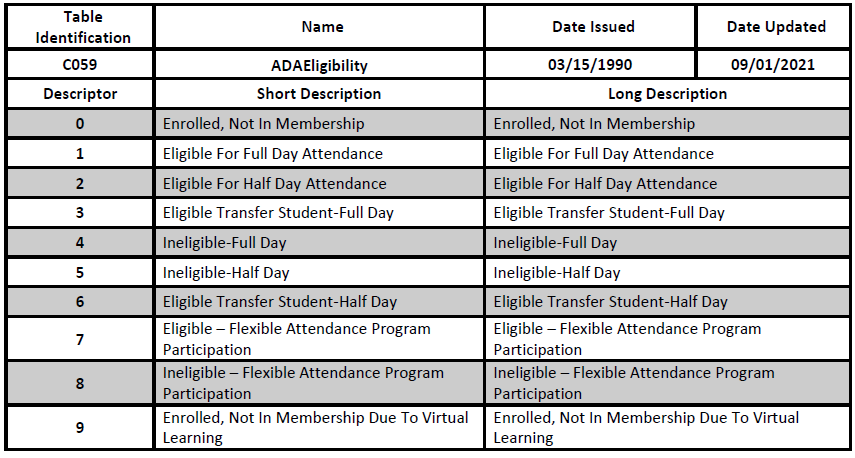 Table Identification Name Date Issued Date Updated
C059 ADAEligibility 03/15/1990 09/01/2021
Descriptor Short Description Long Description
0 Enrolled, Not In Membership Enrolled, Not In Membership
1 Eligible For Full Day Attendance Eligible For Full Day Attendance
2 Eligible For Half Day Attendance Eligible For Half Day Attendance
3 Eligible Transfer Student-Full Day Eligible Transfer Student-Full Day
4 Ineligible-Full Day Ineligible-Full Day
5 Ineligible-Half Day Ineligible-Half Day
6 Eligible Transfer Student-Half Day Eligible Transfer Student-Half Day
7 Eligible – Flexible Attendance Program Participation Eligible – Flexible Attendance Program Participation
8 Ineligible – Flexible Attendance Program Participation Ineligible – Flexible Attendance Program Participation
9 Enrolled, Not In Membership Due To Virtual Learning Enrolled, Not In Membership Due To Virtual Learning